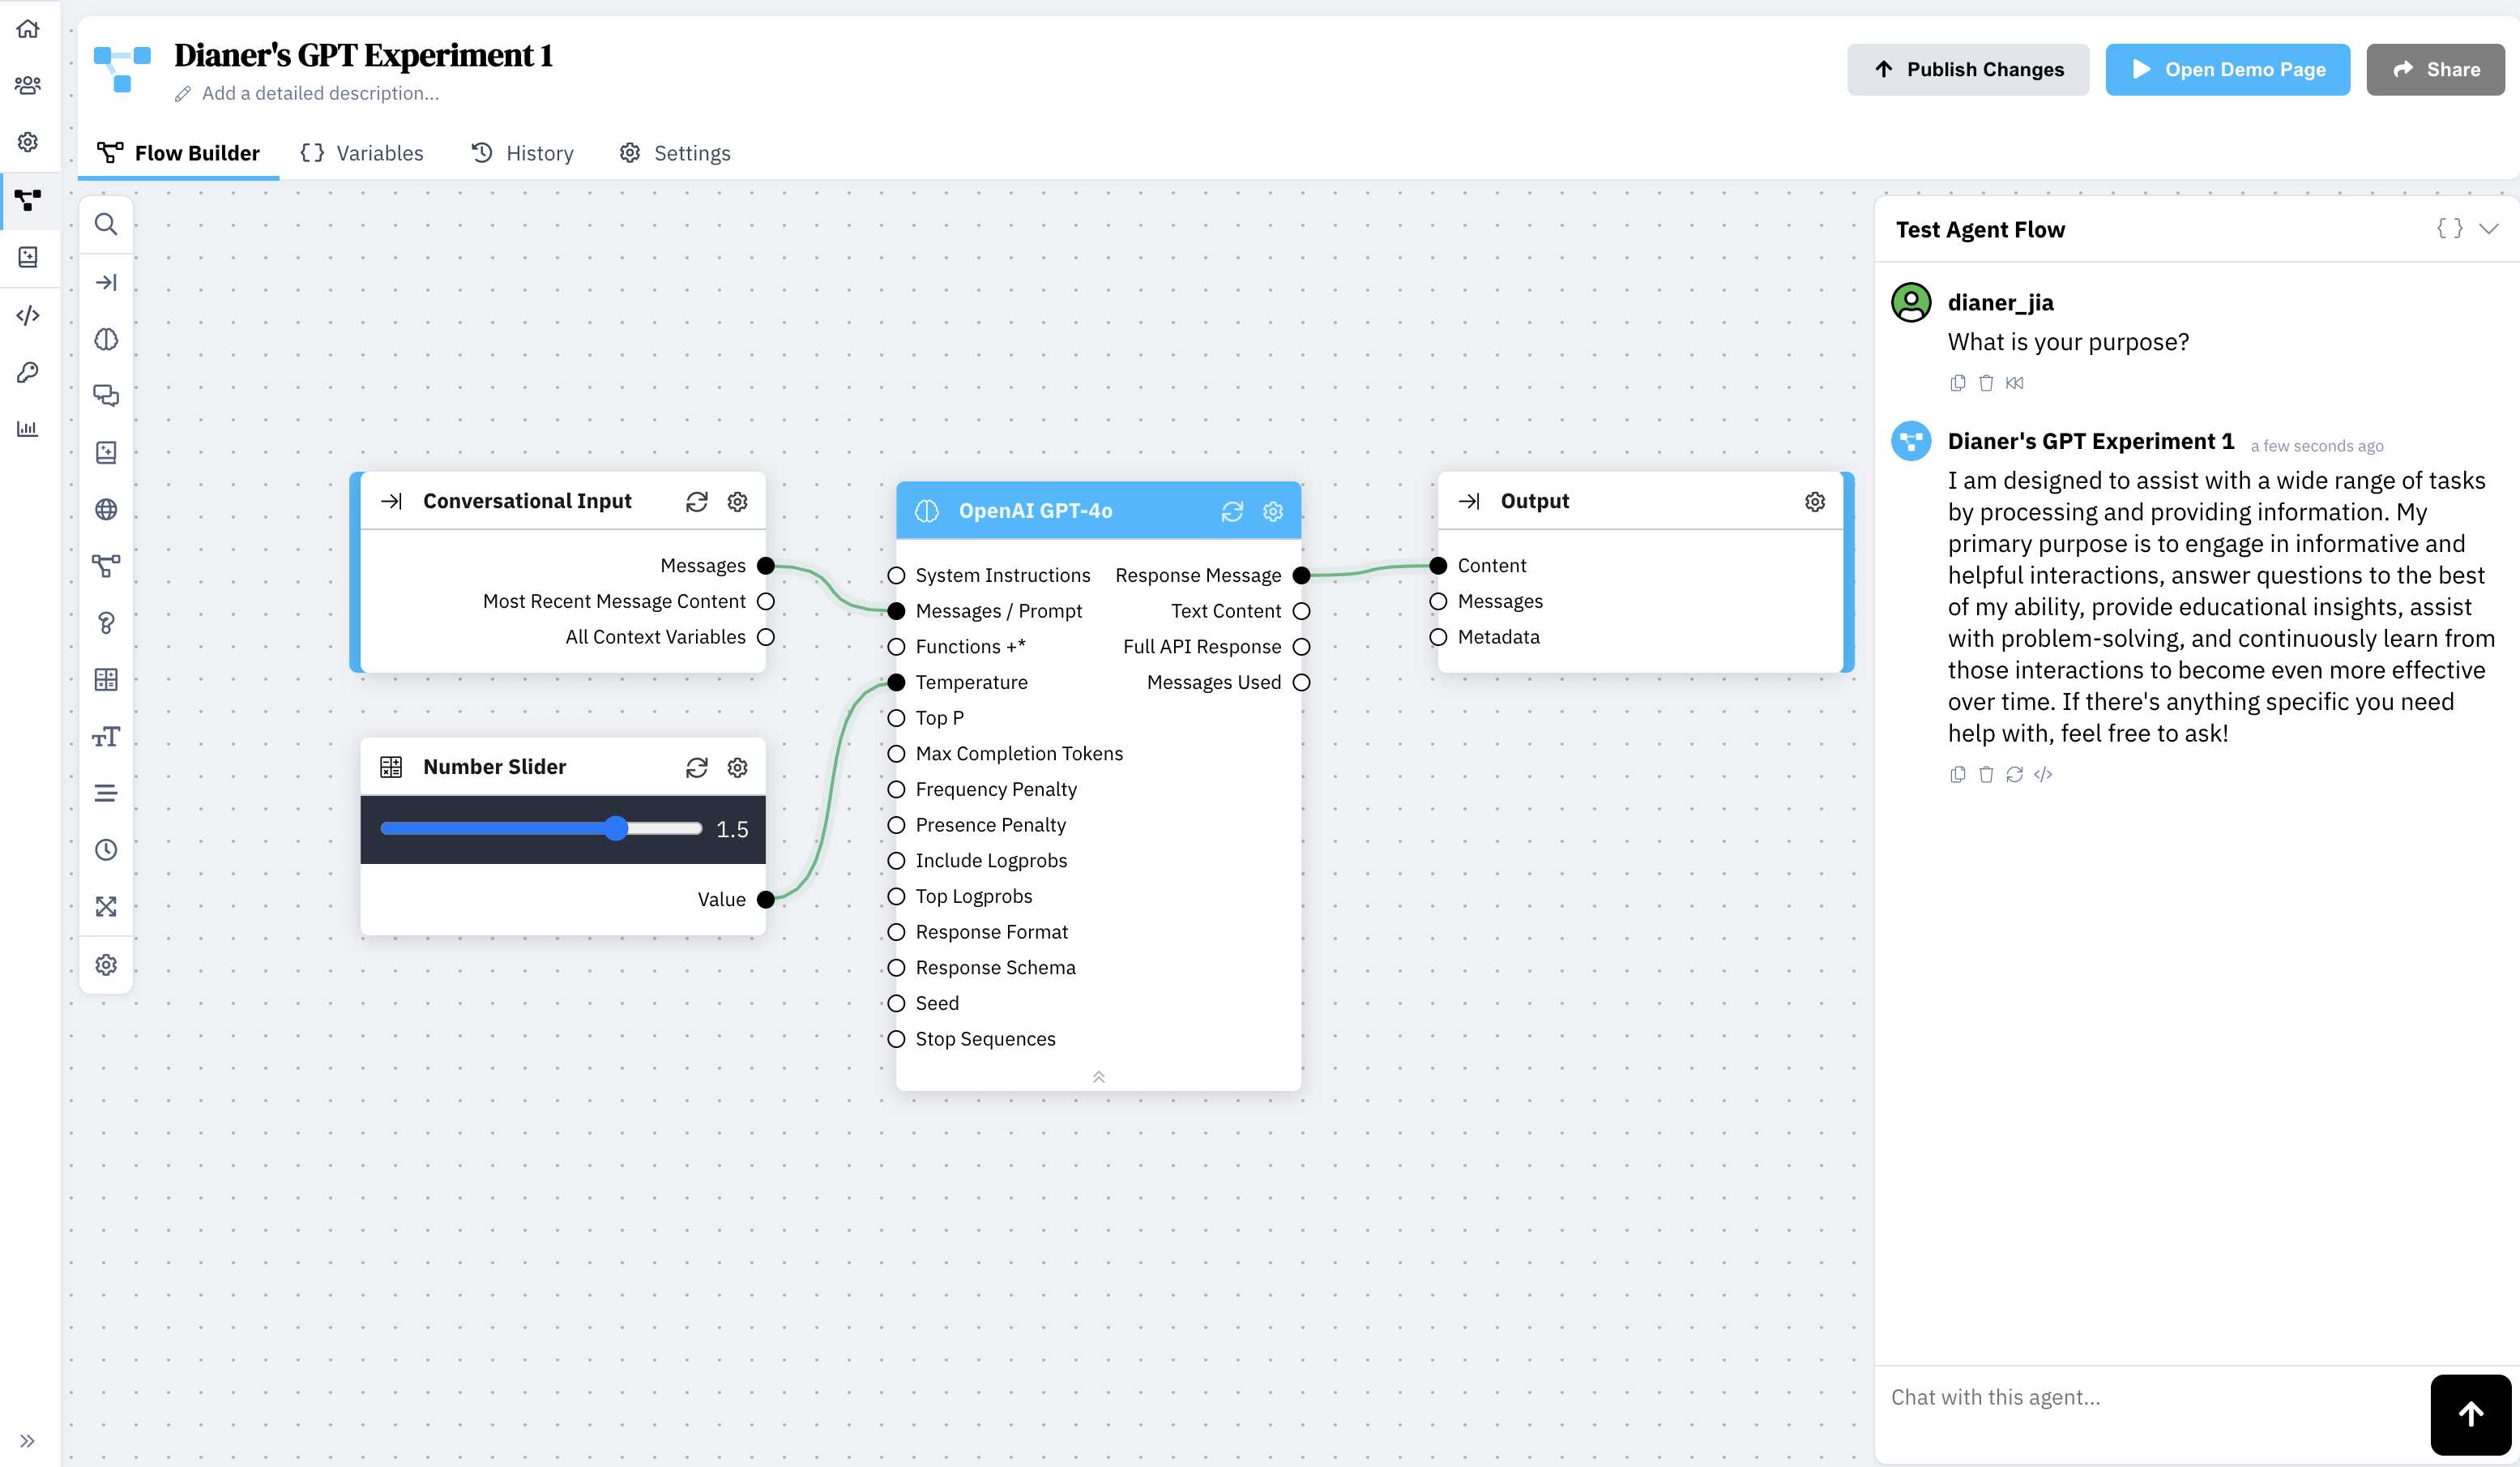 Dianer's GPT Experiment 1
Add a detailed description...
Publish Changes
Open Demo Page
Share
Flow Builder
Variables
History
Settings
Conversational Input
Messages
Most Recent Message Content
All Context Variables
Number Slider
1.5
Value
OpenAI GPT-4o
System Instructions
Response Message
Messages / Prompt
Text Content
Functions +*
Full API Response
Temperature
Messages Used
Top P
Max Completion Tokens
Frequency Penalty
Presence Penalty
Include Logprobs
Top Logprobs
Response Format
Response Schema
Seed
Stop Sequences
Output
Content
Messages
Metadata
Test Agent Flow
dianer_jia
What is your purpose?
Dianer's GPT Experiment 1 a few seconds ago
I am designed to assist with a wide range of tasks
by processing and providing information. My
primary purpose is to engage in informative and
helpful interactions, answer questions to the best
of my ability, provide educational insights, assist
with problem-solving, and continuously learn from
those interactions to become even more effective
over time. If there's anything specific you need
help with, feel free to ask!
Chat with this agent...